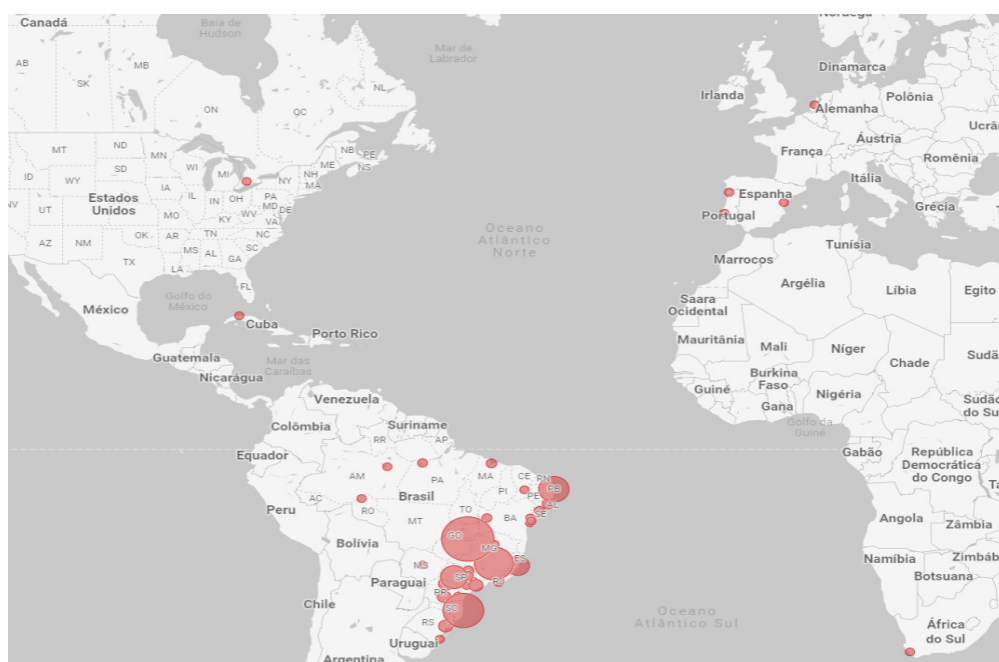 Canadá
Baía de
Hudson
Mar de
Labrador
Noruega
Dinamarca
Irlanda
Alemanha
Polônia
Áustria
França
Romênia
Itália
Espanha
Portugal
Grécia
AB
MB
SK
NL
ON
QC
NB
PE
NS
MT
ND
MN
ME
ID
SD
WI
MI
NH
MA
NY
WY
IA
IL
IN
OH
PA
MD
DE
NV
UT
Estados
Unidos
MO
KY
WV
VA
AZ
NM
OK
AR
TN
NC
SC
MS
AL
GA
TX
LA
FL
Oceano
Atlântico
Norte
México
Golfo do
México
Cuba
Porto Rico
Mar das
Caraíbas
Guatemala
Nicarágua
Venezuela
Colômbia
Suriname
Equador
Marrocos
Tunísia
Argélia
Líbia
Egito
Saara
Ocidental
Mauritânia
Mali
Níger
Chade
Guiné
Burkina
Faso
Nigéria
Gana
Golfo da
Guiné
Sudão
do Sul
Gabão
República
Democrática
do Congo
Angola
Zâmbia
Namíbia
Botsuana
África
do Sul
RR
AP
AM
PA
MA
CE
RN
PB
PI
PE
AL
SE
AC
RO
Brasil
TO
BA
MT
GO
MG
ES
Peru
Bolívia
MS
SP
RJ
Paraguai
PR
SC
Chile
RS
Uruguai
Argentina
Oceano
Atlântico Sul